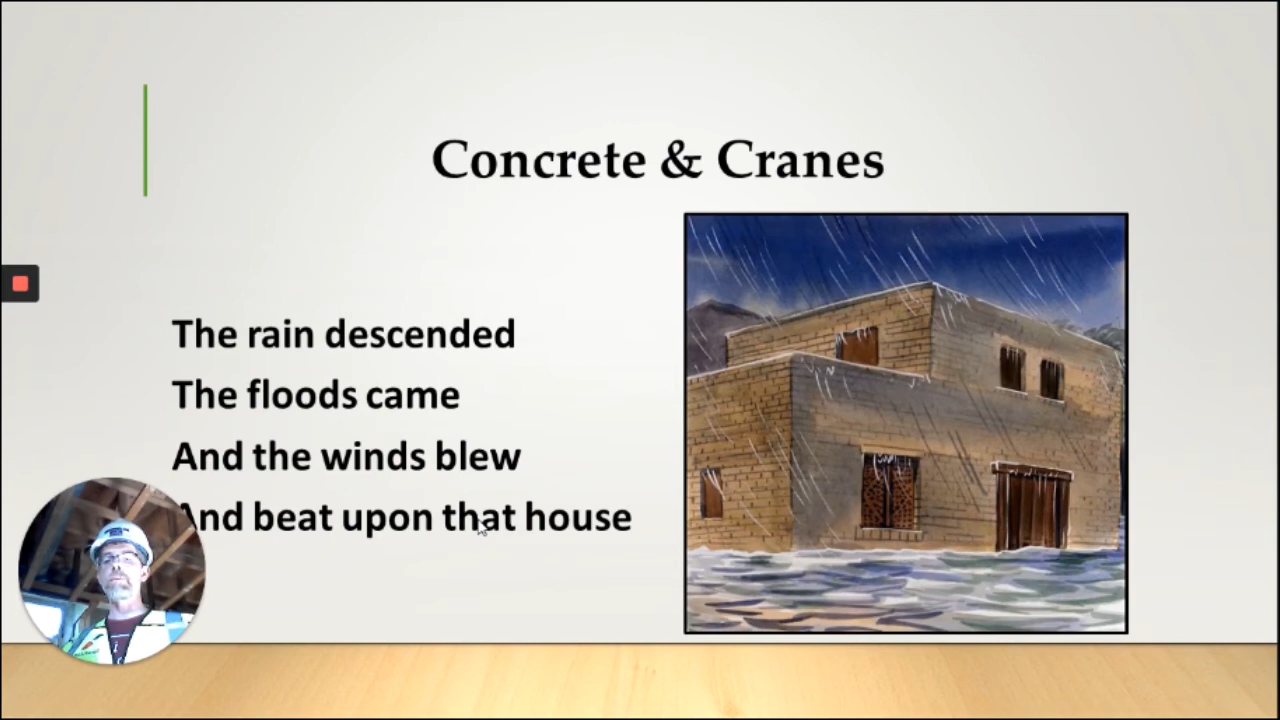 Concrete & Cranes
The rain descended
The floods came
And the winds blew
And beat upon that house